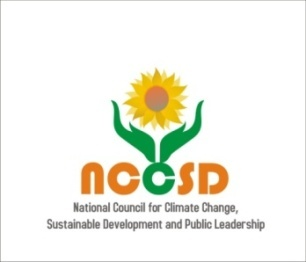 NCCSD
National Council for Climate Change,
Sustainable Development and Public Leadership